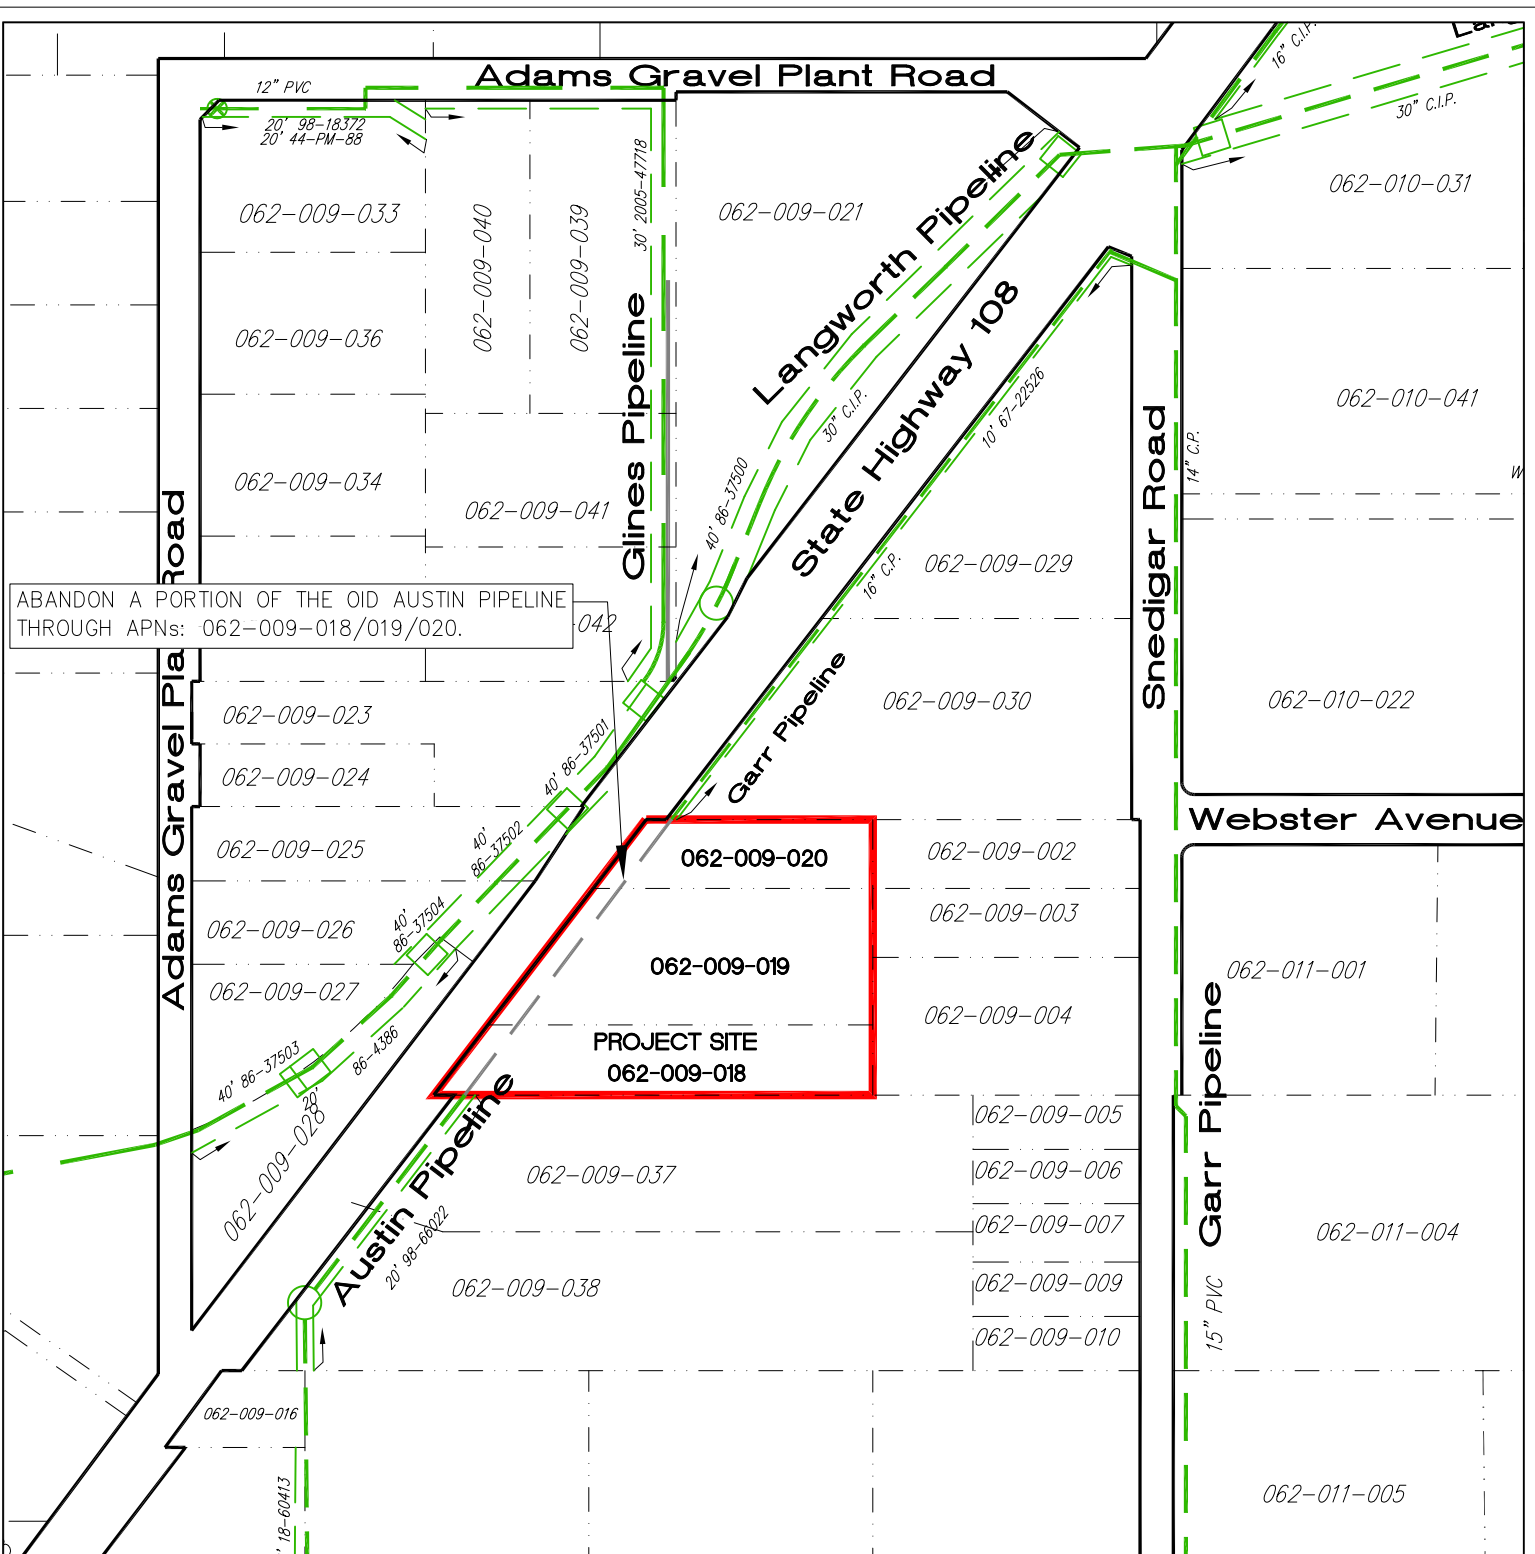 Adams Gravel Plant Road
12" PVC
20' 98-18372
20' 44-PM-88
16" C.I.P.
30" C.I.P.
062-009-033
062-009-040
062-009-039
30' 2005-47718
062-009-021
Langworth Pipeline
062-010-031
062-009-036
Glines Pipeline
State Highway 108
10' 67-22526
062-010-041
30" C.I.P.
Snedigar Road
14" C.P.
W
062-009-034
062-009-041
40' 86-37500
16" C.P.
062-009-029
Adams Gravel Pla Road
ABANDON A PORTION OF THE OID AUSTIN PIPELINE
THROUGH APNs: 062-009-018/019/020.
-042
062-009-023
40' 86-37501
Garr Pipeline
062-009-030
062-010-022
062-009-024
Webster Avenue
062-009-025
40'
86-37502
062-009-020
062-009-002
062-009-026
40'
86-37504
062-009-003
062-009-019
062-011-001
062-009-027
062-009-004
PROJECT SITE
062-009-018
40' 86-37503
86-4386
20'
062-009-028
Austin Pipeline
20' 98-66022
062-009-037
062-009-005
062-009-006
062-009-007
062-009-009
062-009-010
Garr Pipeline
15" PVC
062-011-004
062-009-038
062-009-016
' 18-60413
062-011-005